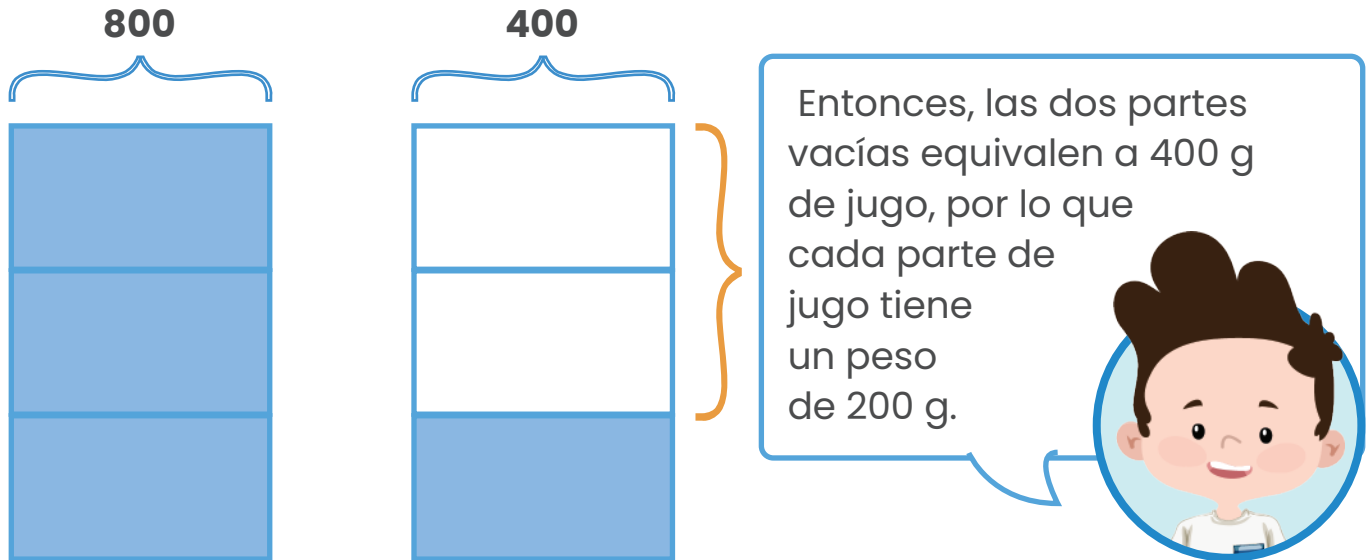 800
400
Entonces, las dos partes
vacías equivalen a 400 g
de jugo, por lo que
cada parte de
jugo tiene
un peso
de 200 g.